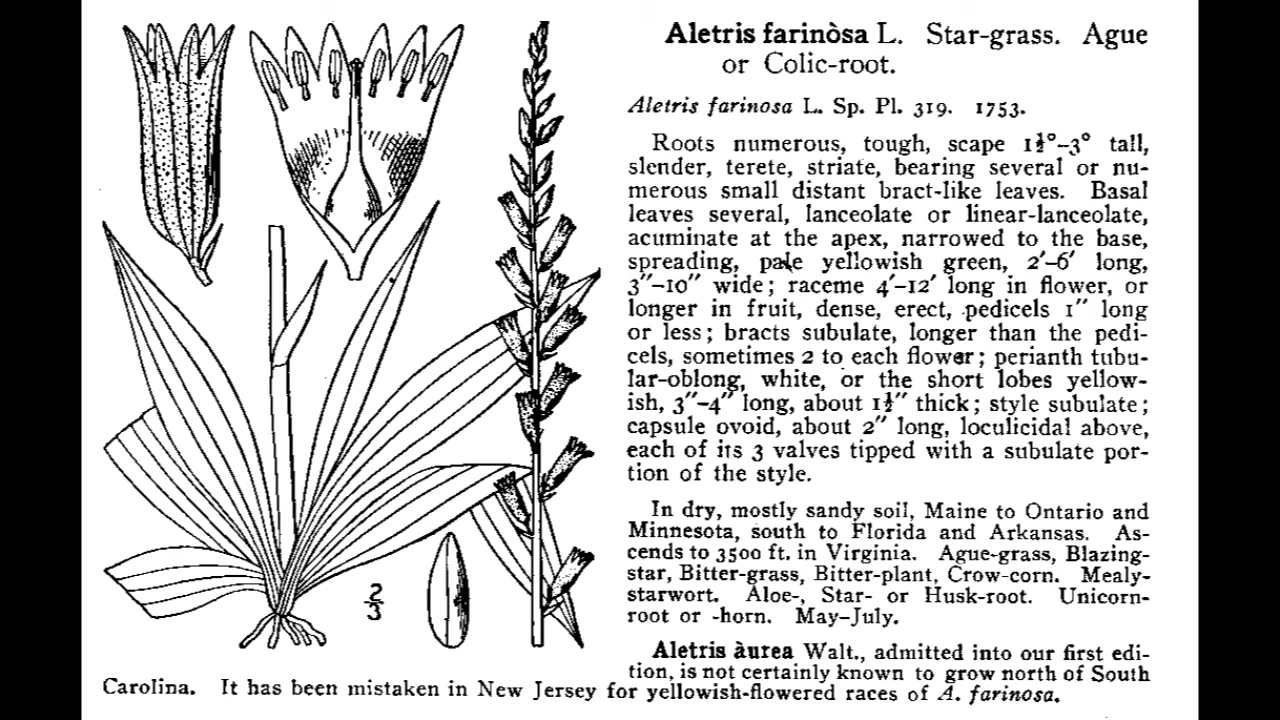 Aletris farinòsa L. Star-grass. Ague
or Colic-root.
Aletris farinosa L. Sp. Pl. 319. 1753.
Roots numerous, tough, scape 1½°–3° tall,
slender, terete, striate, bearing several or nu-
merous small distant bract-like leaves. Basal
leaves several, lanceolate or linear-lanceolate,
acuminate at the apex, narrowed to the base,
spreading, pale yellowish green, 2′–6′ long,
3″–10″ wide; raceme 4′–12′ long in flower, or
longer in fruit, dense, erect, pedicels 1″ long
or less; bracts subulate, longer than the pedi-
cels, sometimes 2 to each flower; perianth tubu-
lar-oblong, white, or the short lobes yellow-
ish, 3″–4″ long, about 1½″ thick; style subulate;
capsule ovoid, about 2″ long, loculicidal above,
each of its 3 valves tipped with a subulate por-
tion of the style.
In dry, mostly sandy soil, Maine to Ontario and
Minnesota, south to Florida and Arkansas. As-
cends to 3500 ft. in Virginia. Ague-grass, Blazing-
star, Bitter-grass, Bitter-plant, Crow-corn. Mealy-
starwort. Aloe-, Star- or Husk-root. Unicorn-
root or -horn. May–July.
Aletris àurea Walt., admitted into our first edi-
tion, is not certainly known to grow north of South
Carolina. It has been mistaken in New Jersey for yellowish-flowered races of A. farinosa.
2/3